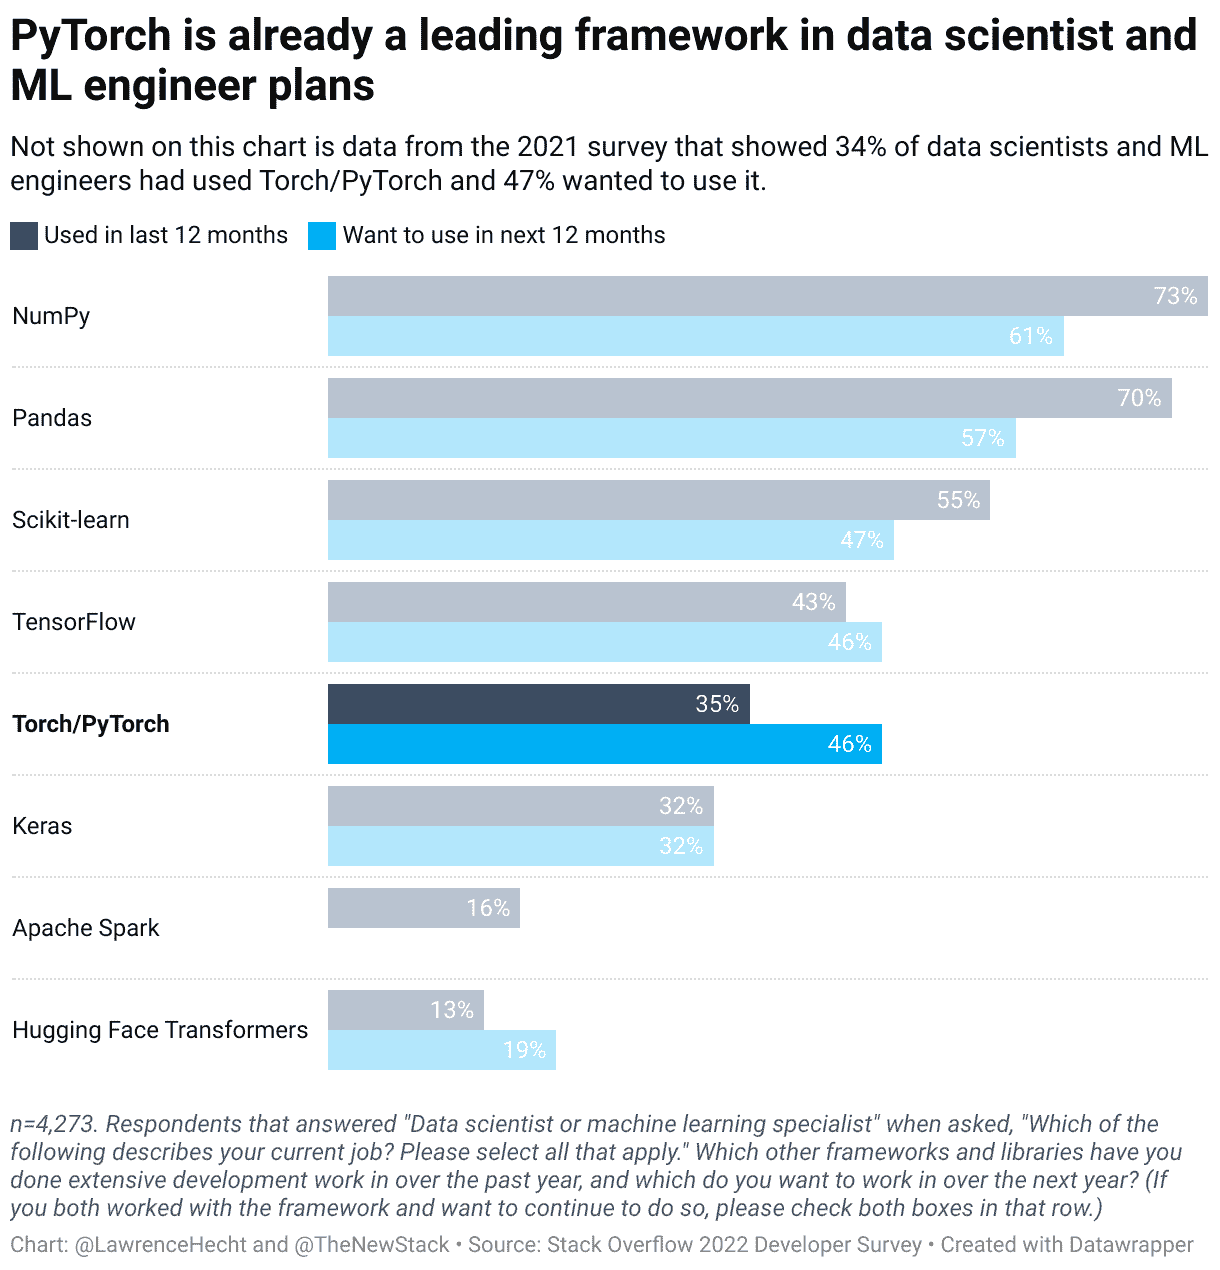 PyTorch is already a leading framework in data scientist and
ML engineer plans
Not shown on this chart is data from the 2021 survey that showed 34% of data scientists and ML
engineers had used Torch/PyTorch and 47% wanted to use it.
Used in last 12 months Want to use in next 12 months
NumPy
73%
61%
Pandas
70%
57%
Scikit-learn
55%
47%
TensorFlow
43%
46%
Torch/PyTorch
35%
46%
Keras
32%
32%
Apache Spark
16%
Hugging Face Transformers
13%
19%
n=4,273. Respondents that answered "Data scientist or machine learning specialist" when asked, "Which of the
following describes your current job? Please select all that apply." Which other frameworks and libraries have you
done extensive development work in over the past year, and which do you want to work in over the next year? (If
you both worked with the framework and want to continue to do so, please check both boxes in that row.)
Chart: @LawrenceHecht and @TheNewStack • Source: Stack Overflow 2022 Developer Survey • Created with Datawrapper